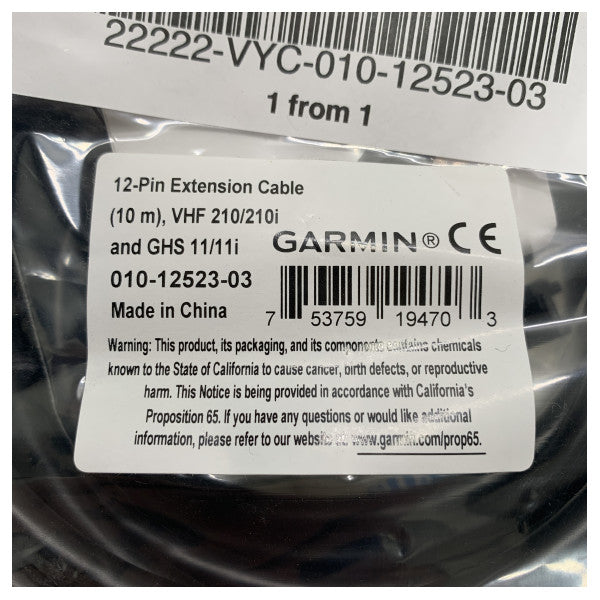 22222-VYC-010-12523-03
1 from 1
12-Pin Extension Cable
(10 m), VHF 210/210i
and GHS 11/11i
GARMIN® CE
010-12523-03
Made in China
7 53759 19470 3
Warning: This product, its packaging, and its components contains chemicals
known to the State of California to cause cancer, birth defects, or reproductive
harm. This Notice is being provided in accordance with California's
Proposition 65. If you have any questions or would like additional
information, please refer to our website at www.garmin.com/prop65.